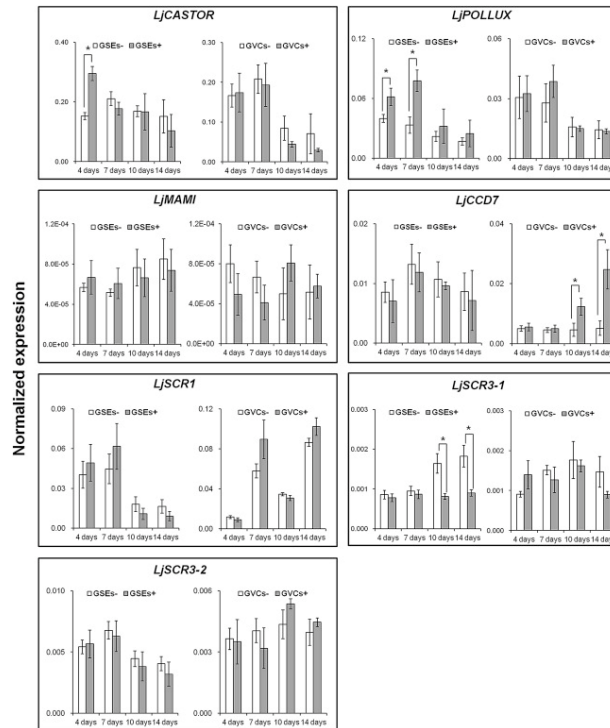 Normalized expression
LjCASTOR
GSEs- GSEs+
0.40
0.30
0.20
0.10
0.00
*
4 days 7 days 10 days 14 days
GVCs- GVCs+
0.40
0.30
0.20
0.10
0.00
4 days 7 days 10 days 14 days
LjPOLLUX
GSEs- GSEs+
0.12
0.06
0.00
* *
4 days 7 days 10 days 14 days
GVCs- GVCs+
0.06
0.03
0.00
4 days 7 days 10 days 14 days
LjMAMI
GSEs- GSEs+
1.2E-04
8.0E-05
4.0E-05
0.0E+00
4 days 7 days 10 days 14 days
GVCs- GVCs+
1.2E-04
8.0E-05
4.0E-05
0.0E+00
4 days 7 days 10 days 14 days
LjCCD7
GSEs- GSEs+
0.02
0.01
0.00
4 days 7 days 10 days 14 days
GVCs- GVCs+
0.04
0.02
0.00
* *
4 days 7 days 10 days 14 days
LjSCR1
GSEs- GSEs+
0.09
0.06
0.03
0.00
4 days 7 days 10 days 14 days
GVCs- GVCs+
0.12
0.08
0.04
0.00
4 days 7 days 10 days 14 days
LjSCR3-1
GSEs- GSEs+
0.003
0.002
0.001
0.000
* *
4 days 7 days 10 days 14 days
GVCs- GVCs+
0.003
0.002
0.001
0.000
4 days 7 days 10 days 14 days
LjSCR3-2
GSEs- GSEs+
0.010
0.005
0.000
4 days 7 days 10 days 14 days
GVCs- GVCs+
0.006
0.003
0.000
4 days 7 days 10 days 14 days